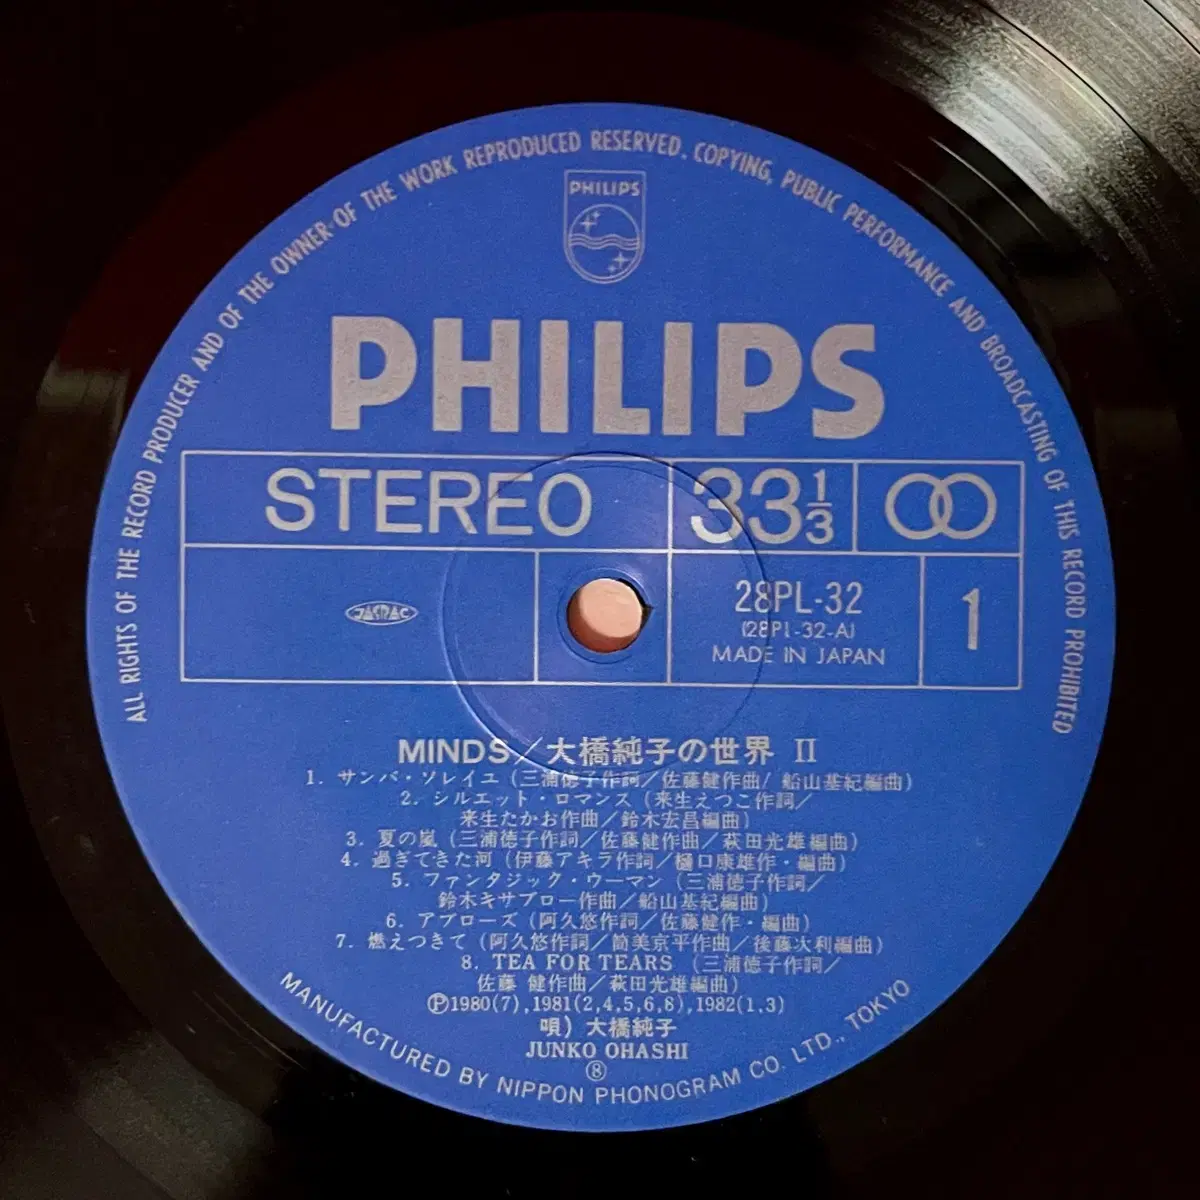 ALL RIGHTS OF THE RECORD PRODUCER AND OF THE OWNER OF THE WORK REPRODUCED RESERVED. COPYING, PUBLIC PERFORMANCE AND BROADCASTING OF THIS RECORD PROHIBITED
PHILIPS
PHILIPS
STEREO
33 1/3
JASRAC
28PL-32
(28PL-32-A)
MADE IN JAPAN
1
MINDS／大橋純子の世界 II
1. サンバ・ソレイユ（三浦徳子作詞／佐藤健作曲／船山基紀編曲）
2. シルエット・ロマンス（来生えつこ作詞／
来生たかお作曲／鈴木宏昌編曲）
3. 夏の嵐（三浦徳子作詞／佐藤健作曲／萩田光雄編曲）
4. 過ぎてきた河（伊藤アキラ作詞／樋口康雄作・編曲）
5. ファンタジック・ウーマン（三浦徳子作詞／
鈴木キサブロー作曲／船山基紀編曲）
6. アプローズ（阿久悠作詞／佐藤健作・編曲）
7. 燃えつきて（阿久悠作詞／筒美京平作曲／後藤次利編曲）
8. TEA FOR TEARS （三浦徳子作詞／
佐藤 健作曲／萩田光雄編曲）
Ⓟ1980(7), 1981(2,4,5,6,8), 1982(1,3)
唄）大橋純子
JUNKO OHASHI
⑧
MANUFACTURED BY NIPPON PHONOGRAM CO. LTD., TOKYO